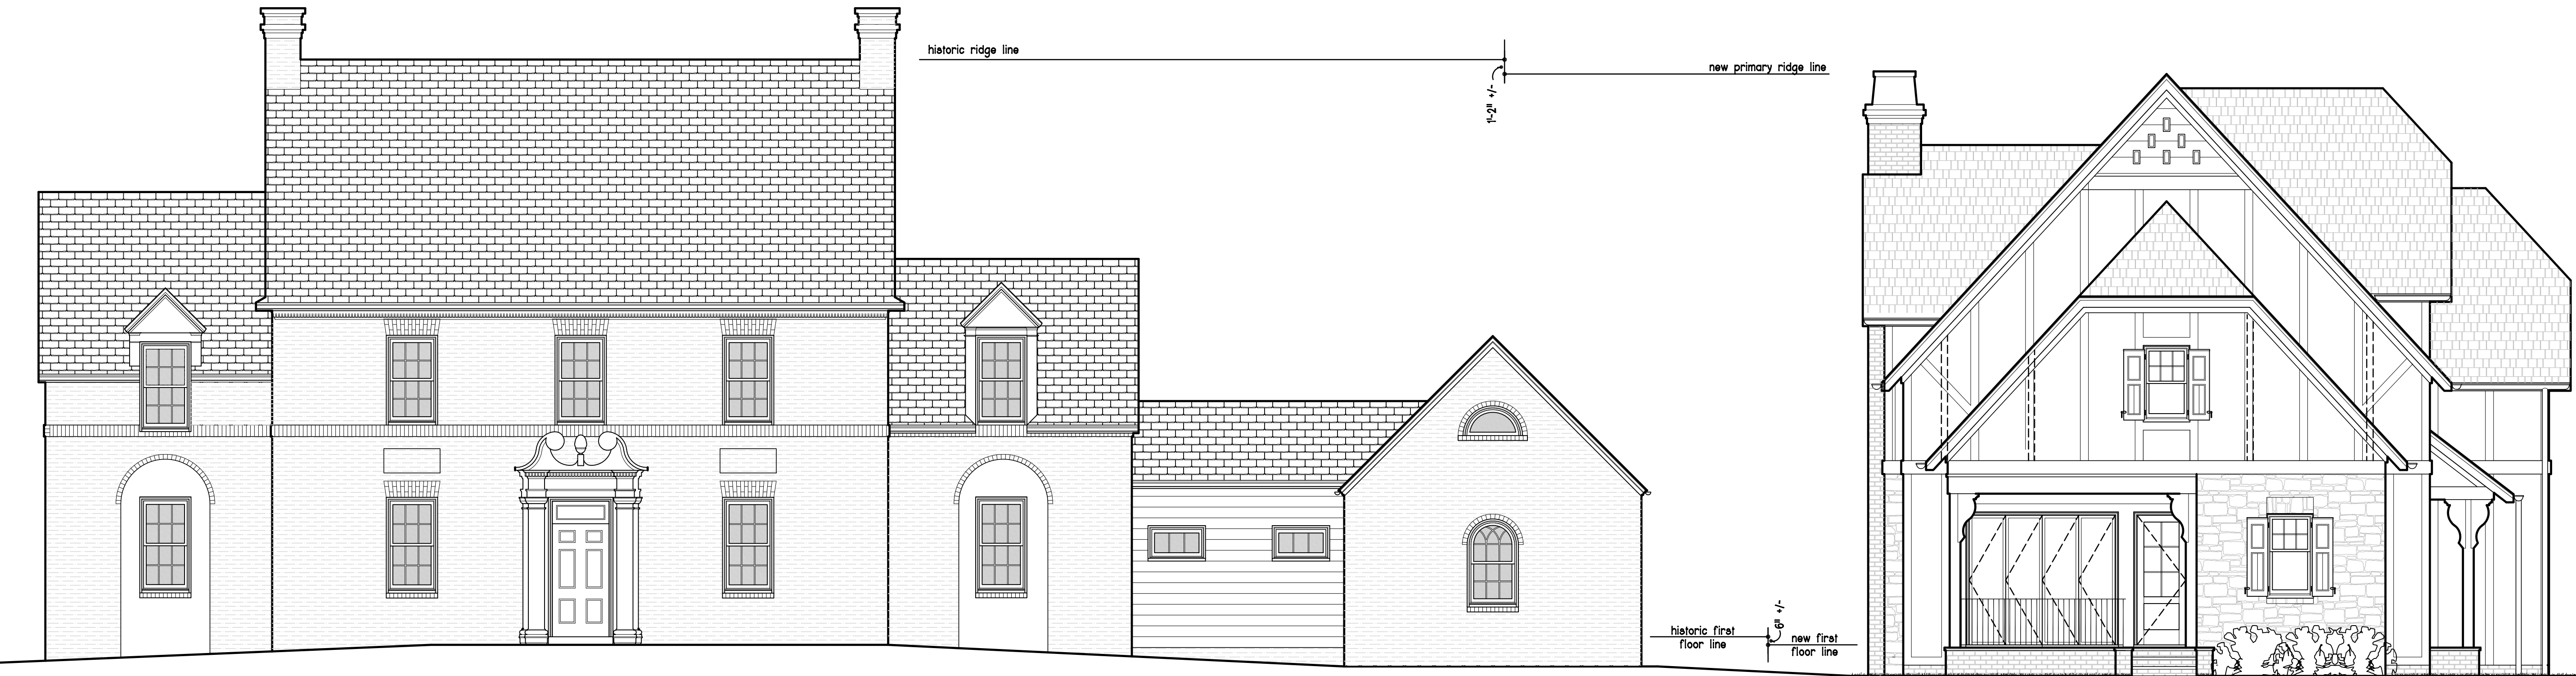 historic ridge line
new primary ridge line
1'-2" +/-
6" +/-
historic first
floor line
new first
floor line